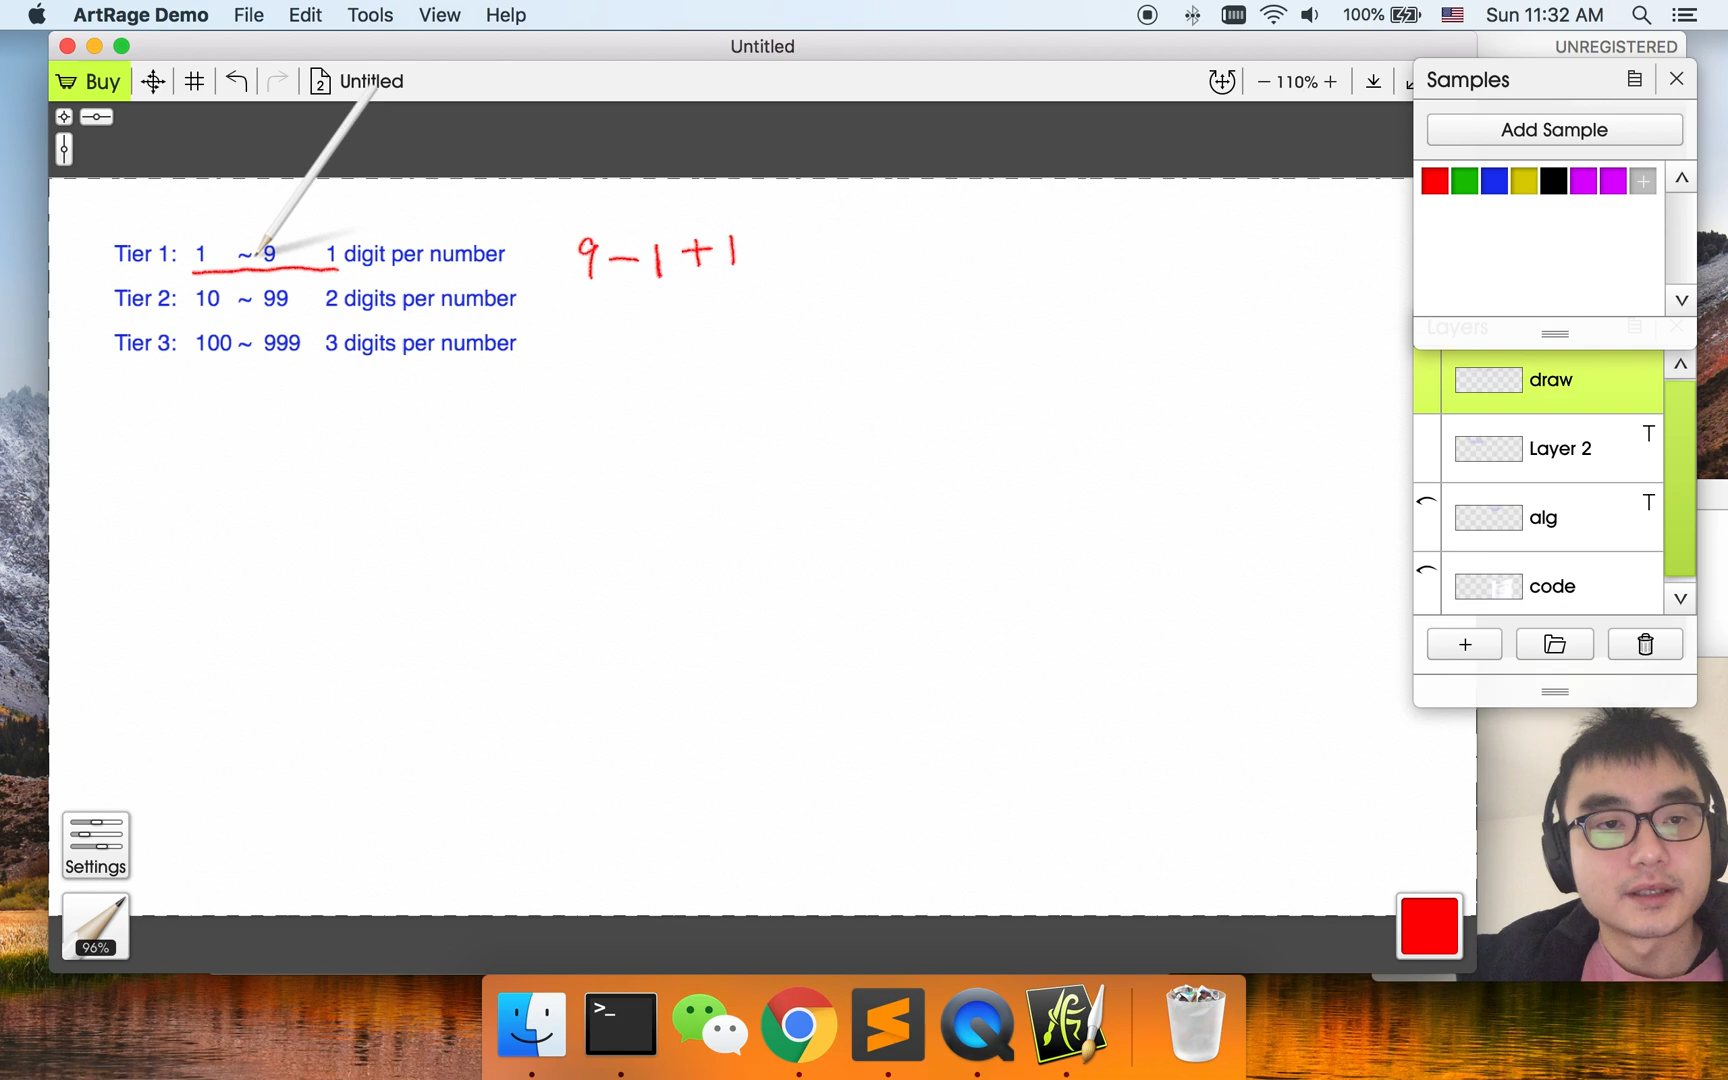 ArtRage Demo File Edit Tools View Help 100% Sun 11:32 AM
Untitled UNREGISTERED
Buy 2 Untitled − 110% + Samples
Add Sample
Tier 1: 1 ~ 9 1 digit per number 9 − 1 + 1
Tier 2: 10 ~ 99 2 digits per number
Tier 3: 100 ~ 999 3 digits per number
Layers
draw
Layer 2 T
alg T
code
Settings
96%